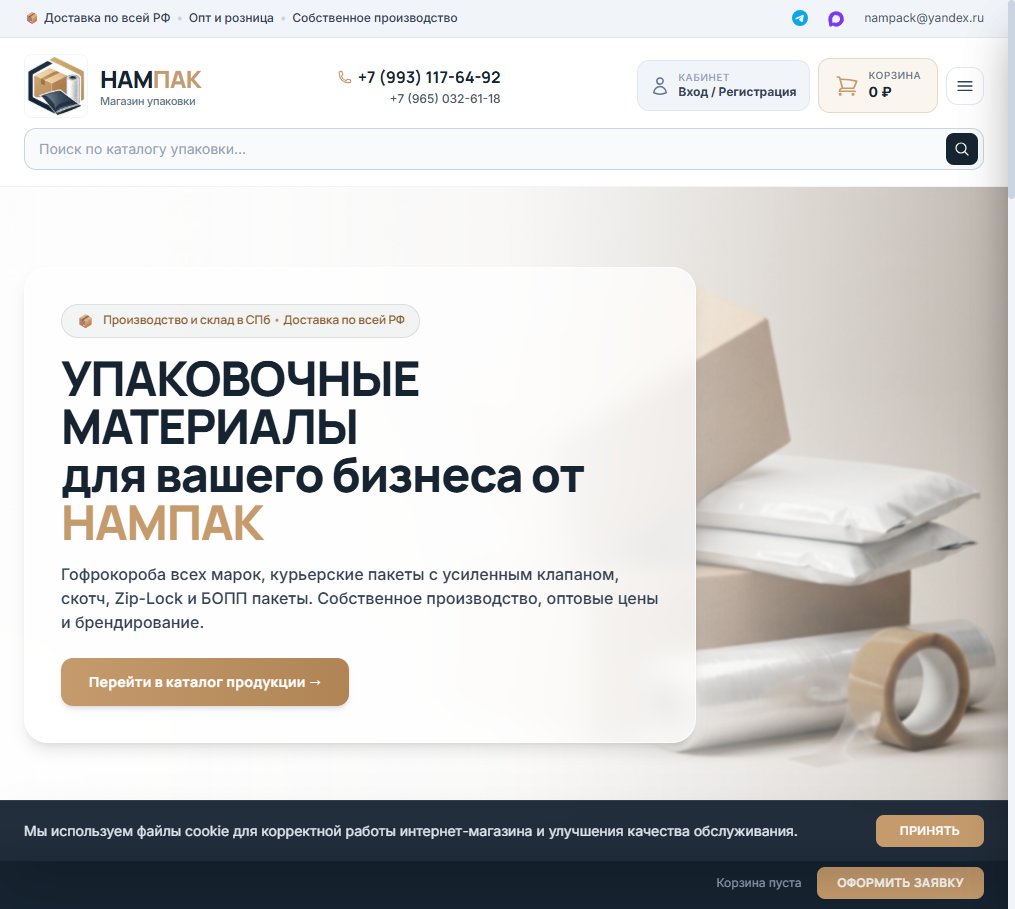 Доставка по всей РФ • Опт и розница • Собственное производство
nampack@yandex.ru
НАМПАК
Магазин упаковки
+7 (993) 117-64-92
+7 (965) 032-61-18
КАБИНЕТ
Вход / Регистрация
КОРЗИНА
0 ₽
Поиск по каталогу упаковки...
Производство и склад в СПб • Доставка по всей РФ
УПАКОВОЧНЫЕ
МАТЕРИАЛЫ
для вашего бизнеса от
НАМПАК
Гофрокороба всех марок, курьерские пакеты с усиленным клапаном,
скотч, Zip-Lock и БОПП пакеты. Собственное производство, оптовые цены
и брендирование.
Перейти в каталог продукции →
Мы используем файлы cookie для корректной работы интернет-магазина и улучшения качества обслуживания.
ПРИНЯТЬ
Корзина пуста
ОФОРМИТЬ ЗАЯВКУ